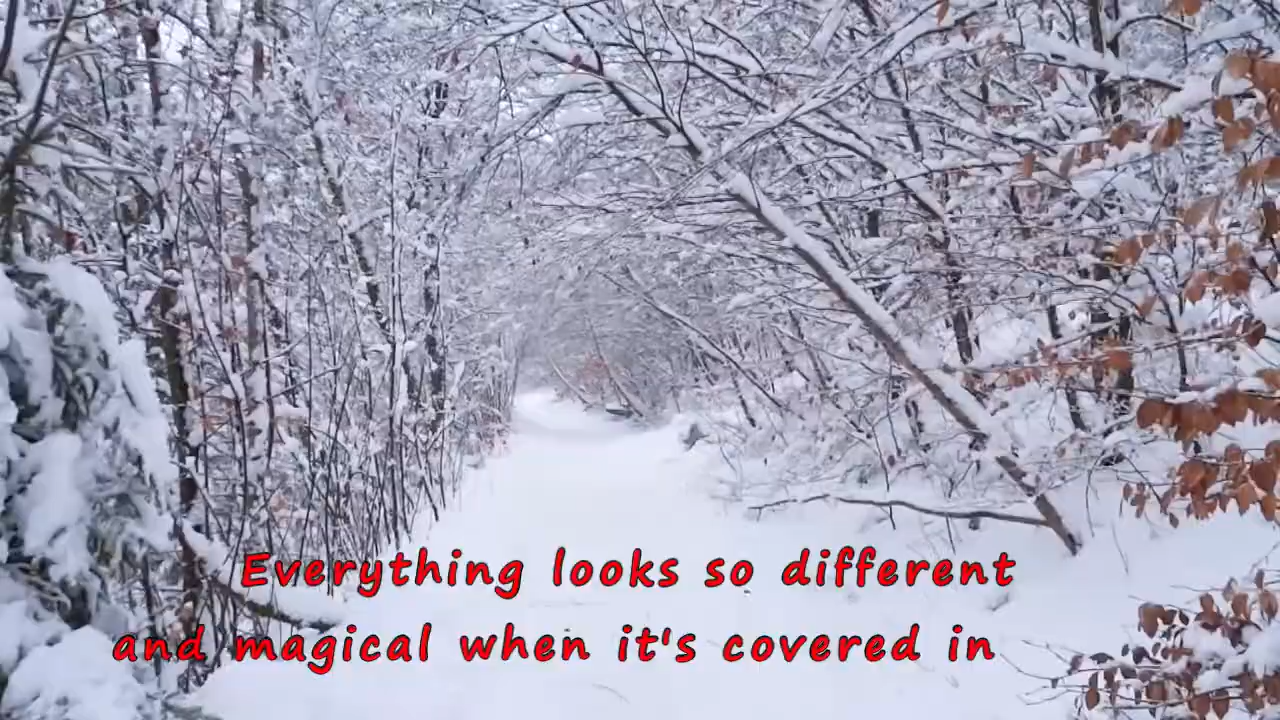 Everything looks so different
and magical when it's covered in